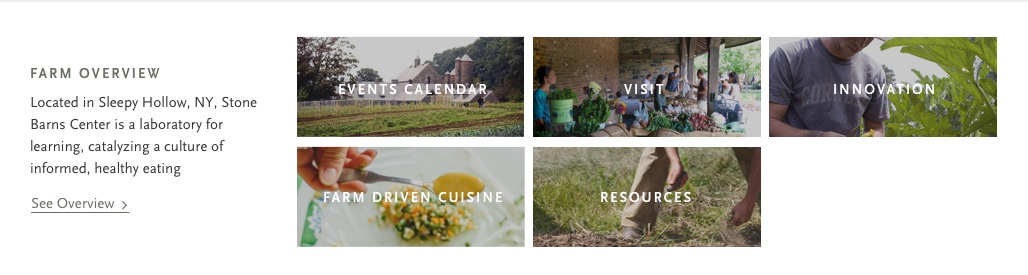 FARM OVERVIEW
Located in Sleepy Hollow, NY, Stone
Barns Center is a laboratory for
learning, catalyzing a culture of
informed, healthy eating
See Overview >
EVENTS CALENDAR
VISIT
INNOVATION
FARM DRIVEN CUISINE
RESOURCES